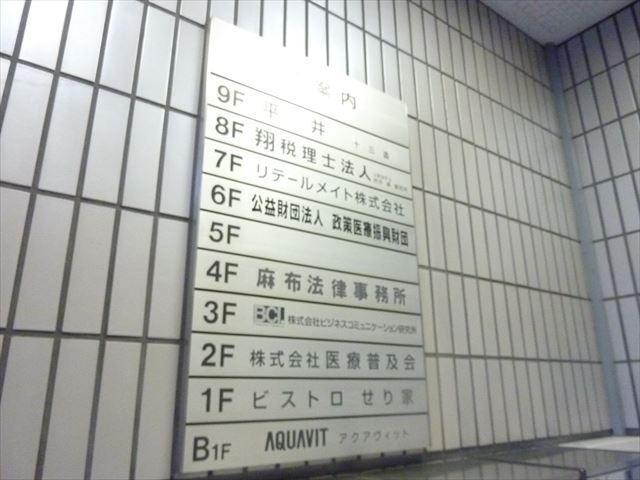 案内
9F 平井
8F 翔税理士法人
7F リテールメイト株式会社
6F 公益財団法人 政策医療振興財団
5F
4F 麻布法律事務所
3F BCL 株式会社ビジネスコミュニケーション研究所
2F 株式会社医療普及会
1F ビストロ せり家
B1F AQUAVIT アクアヴィット